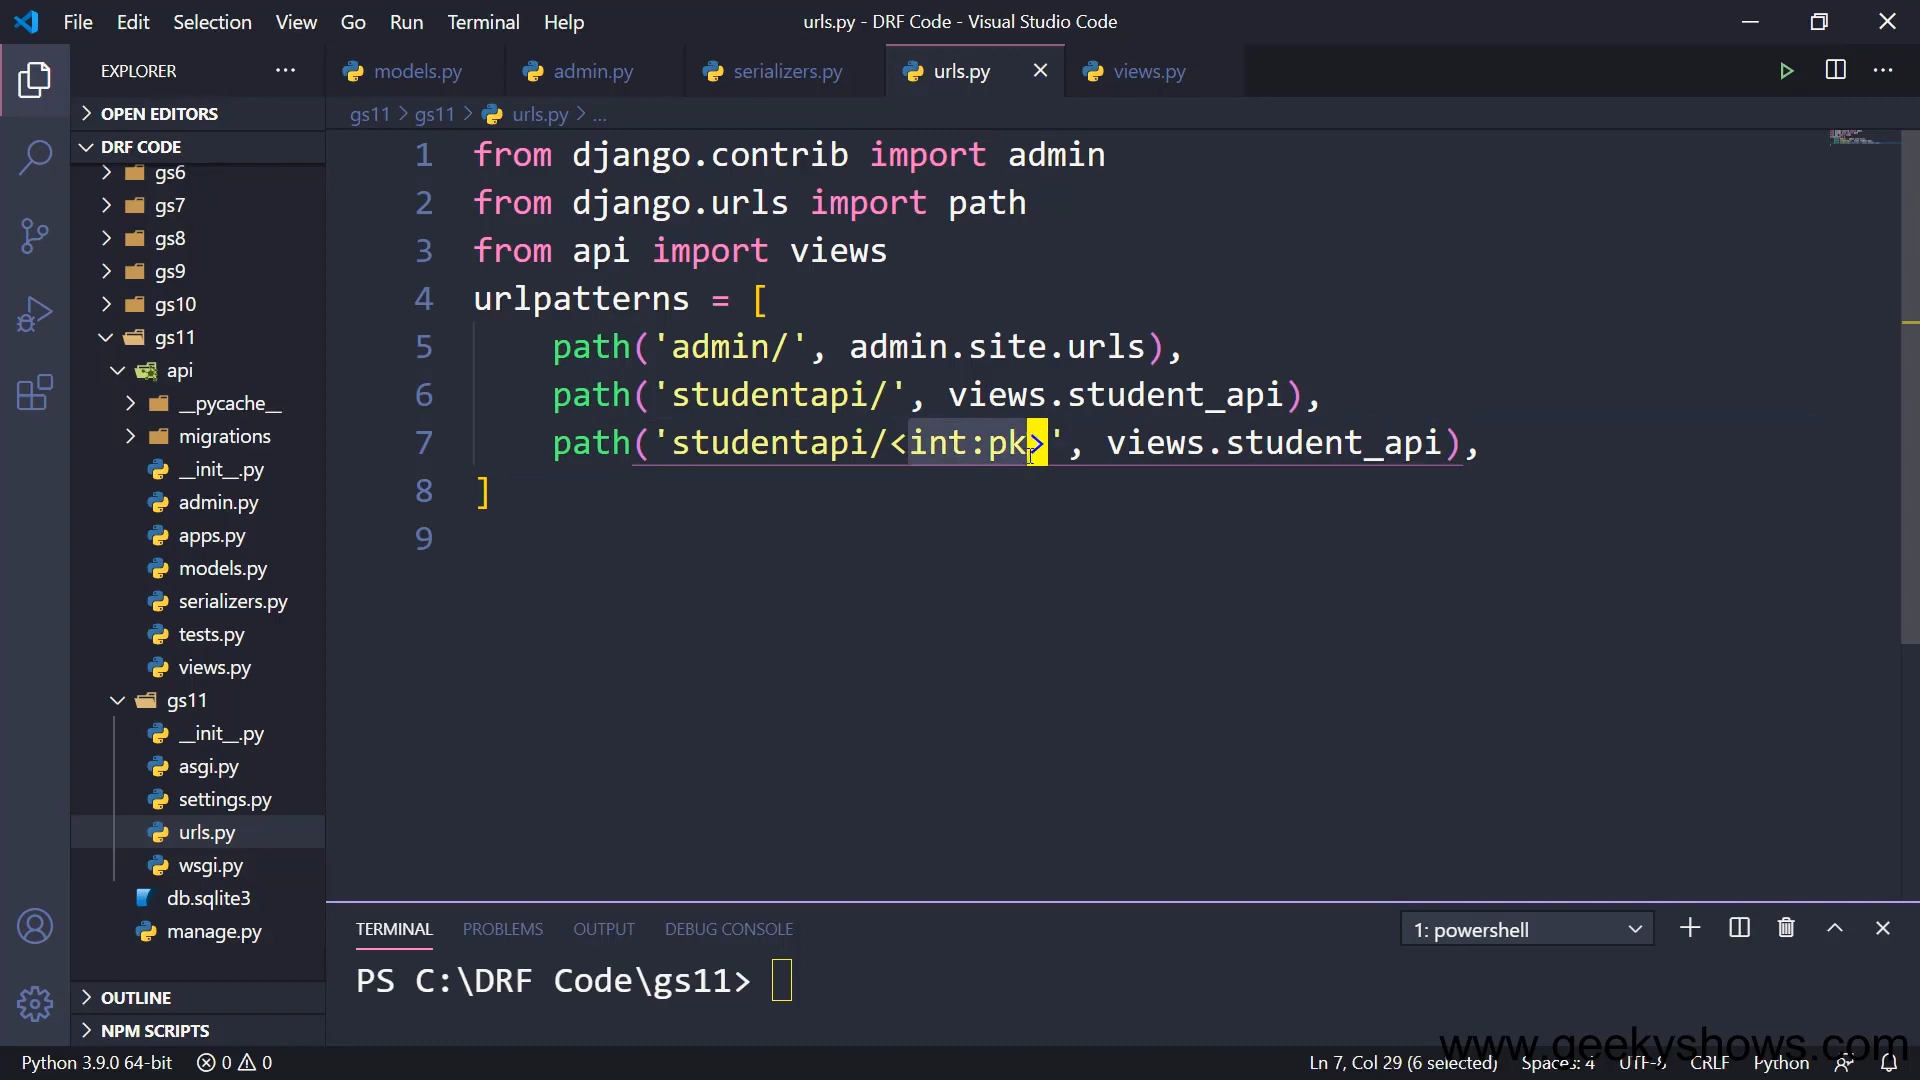 File Edit Selection View Go Run Terminal Help
urls.py - DRF Code - Visual Studio Code
EXPLORER
models.py admin.py serializers.py urls.py views.py
OPEN EDITORS
gs11 > gs11 > urls.py > ...
DRF CODE
gs6
gs7
gs8
gs9
gs10
gs11
api
__pycache__
migrations
__init__.py
admin.py
apps.py
models.py
serializers.py
tests.py
views.py
gs11
__init__.py
asgi.py
settings.py
urls.py
wsgi.py
db.sqlite3
manage.py
OUTLINE
NPM SCRIPTS
1 from django.contrib import admin
2 from django.urls import path
3 from api import views
4 urlpatterns = [
5 path('admin/', admin.site.urls),
6 path('studentapi/', views.student_api),
7 path('studentapi/<int:pk>', views.student_api),
8 ]
9
TERMINAL PROBLEMS OUTPUT DEBUG CONSOLE
1: powershell
PS C:\DRF Code\gs11>
www.geekyshows.com
Python 3.9.0 64-bit 0 0
Ln 7, Col 29 (6 selected) Spaces: 4 UTF-8 CRLF Python